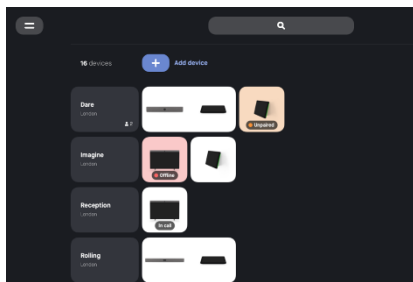 16 devices
Add device
Dare
London
Unpaired
Imagine
London
Offline
Reception
London
In call
Rolling
London